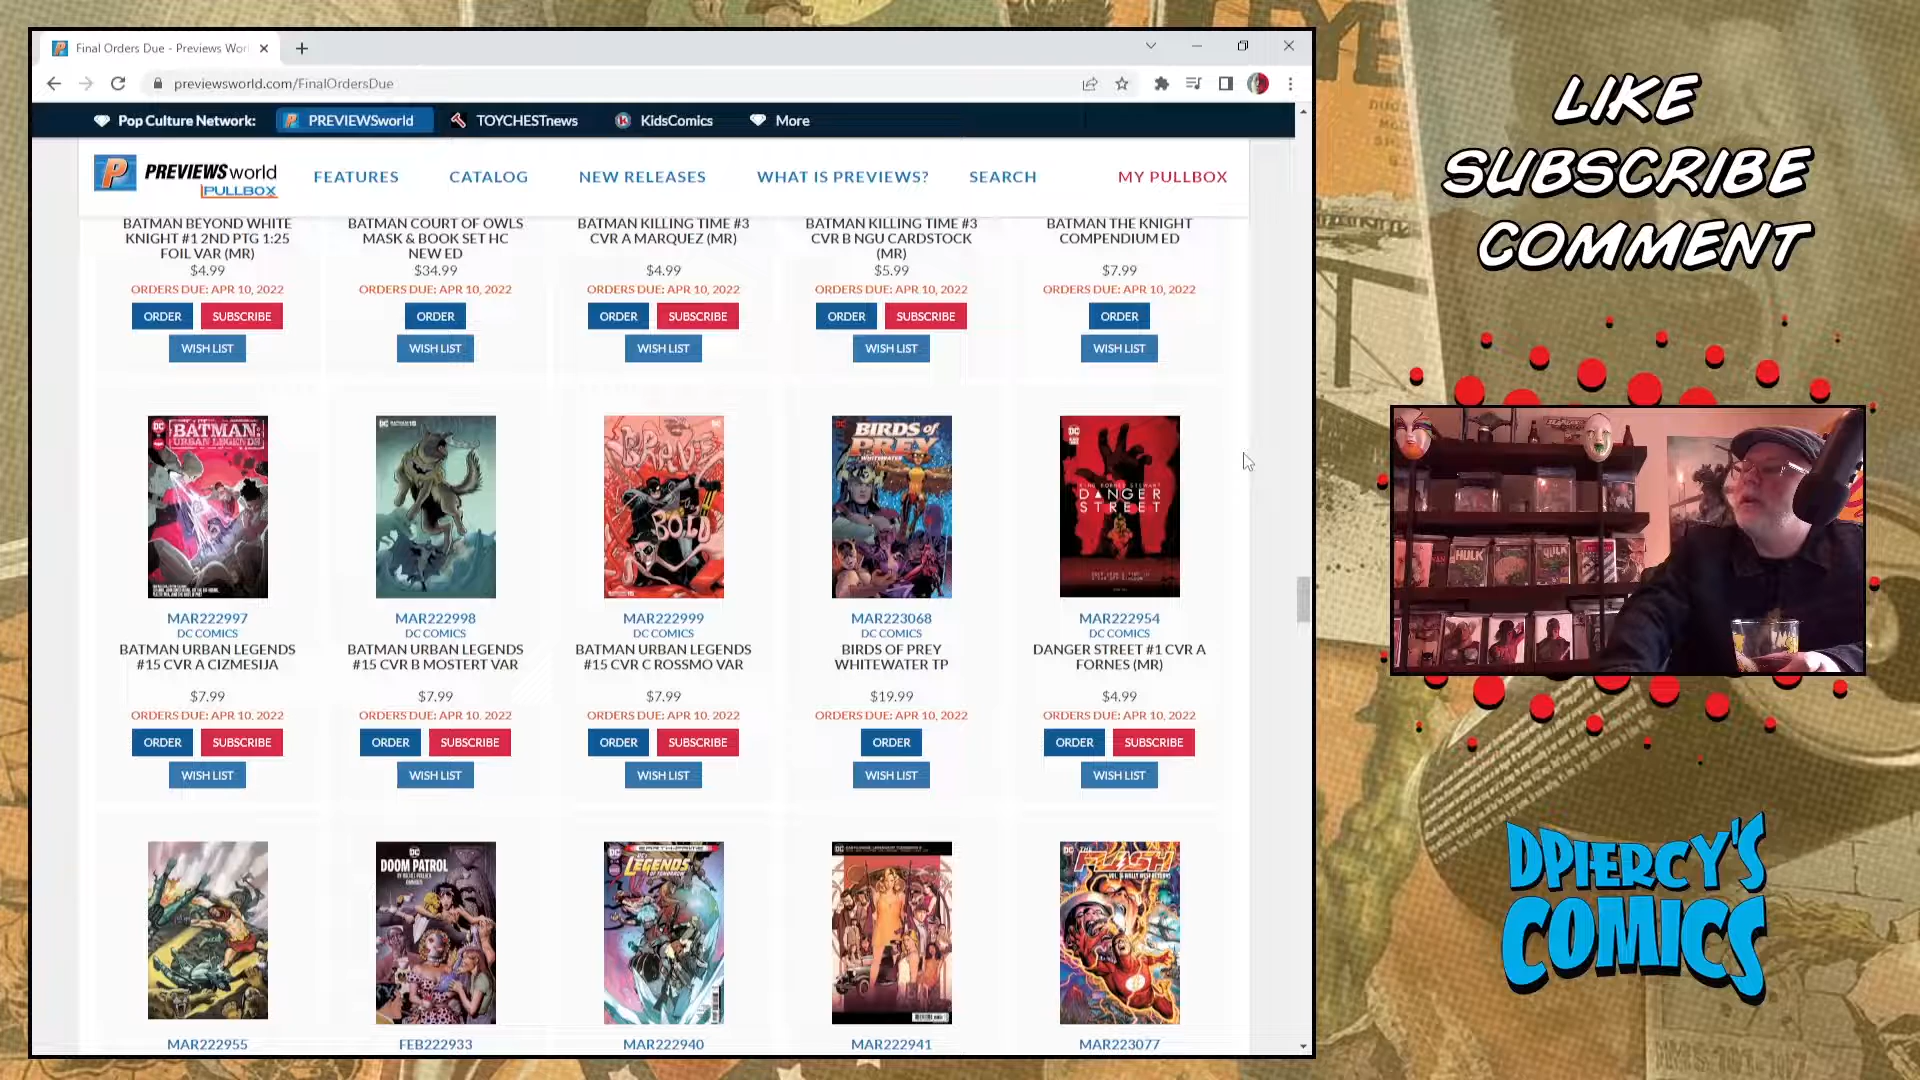 Final Orders Due - Previews Worl
previewsworld.com/FinalOrdersDue
Pop Culture Network: PREVIEWSworld TOYCHESTnews KidsComics More
P PREVIEWSworld
PULLBOX
FEATURES CATALOG NEW RELEASES WHAT IS PREVIEWS? SEARCH MY PULLBOX
BATMAN BEYOND WHITE
KNIGHT #1 2ND PTG 1:25
FOIL VAR (MR)
$4.99
ORDERS DUE: APR 10, 2022
ORDER SUBSCRIBE
WISH LIST
BATMAN COURT OF OWLS
MASK & BOOK SET HC
NEW ED
$34.99
ORDERS DUE: APR 10, 2022
ORDER
WISH LIST
BATMAN KILLING TIME #3
CVR A MARQUEZ (MR)
$4.99
ORDERS DUE: APR 10, 2022
ORDER SUBSCRIBE
WISH LIST
BATMAN KILLING TIME #3
CVR B NGU CARDSTOCK
(MR)
$5.99
ORDERS DUE: APR 10, 2022
ORDER SUBSCRIBE
WISH LIST
BATMAN THE KNIGHT
COMPENDIUM ED
$7.99
ORDERS DUE: APR 10, 2022
ORDER
WISH LIST
BATMAN:
URBAN LEGENDS
MAR222997
DC COMICS
BATMAN URBAN LEGENDS
#15 CVR A CIZMESIJA
$7.99
ORDERS DUE: APR 10, 2022
ORDER SUBSCRIBE
WISH LIST
MAR222998
DC COMICS
BATMAN URBAN LEGENDS
#15 CVR B MOSTERT VAR
$7.99
ORDERS DUE: APR 10, 2022
ORDER SUBSCRIBE
WISH LIST
BRAVE
BOLD
MAR222999
DC COMICS
BATMAN URBAN LEGENDS
#15 CVR C ROSSMO VAR
$7.99
ORDERS DUE: APR 10, 2022
ORDER SUBSCRIBE
WISH LIST
BIRDS of
PREY
WHITEWATER
MAR223068
DC COMICS
BIRDS OF PREY
WHITEWATER TP
$19.99
ORDERS DUE: APR 10, 2022
ORDER
WISH LIST
DANGER
STREET
MAR222954
DC COMICS
DANGER STREET #1 CVR A
FORNES (MR)
$4.99
ORDERS DUE: APR 10, 2022
ORDER SUBSCRIBE
WISH LIST
MAR222955
DOOM PATROL
FEB222933
LEGENDS
MAR222940
MAR222941
THE
FLASH
MAR223077
LIKE
SUBSCRIBE
COMMENT
HULK
DPIERCY'S
COMICS